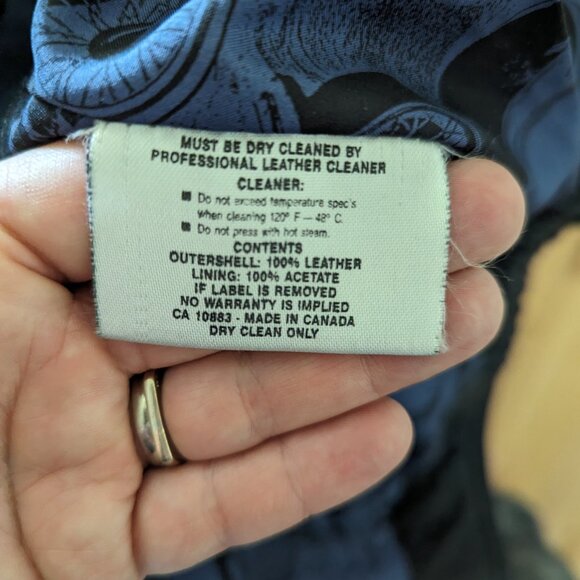 MUST BE DRY CLEANED BY
PROFESSIONAL LEATHER CLEANER
CLEANER:
■ Do not exceed temperature spec's
when cleaning 120° F — 48° C.
■ Do not press with hot steam.
CONTENTS
OUTERSHELL: 100% LEATHER
LINING: 100% ACETATE
IF LABEL IS REMOVED
NO WARRANTY IS IMPLIED
CA 10883 - MADE IN CANADA
DRY CLEAN ONLY